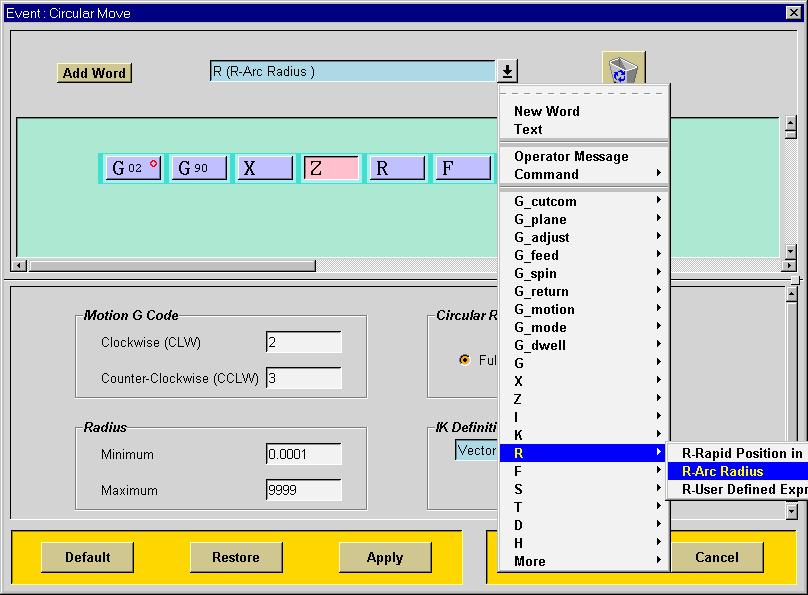 Event : Circular Move
Add Word
R (R-Arc Radius )
New Word
Text
Operator Message
Command
G 02
G 90
X
Z
R
F
G_cutcom
G_plane
G_adjust
G_feed
G_spin
G_return
G_motion
G_mode
G_dwell
G
X
Z
I
K
R
F
S
T
D
H
More
R-Rapid Position in
R-Arc Radius
R-User Defined Expr
Motion G Code
Clockwise (CLW)
2
Counter-Clockwise (CCLW)
3
Circular R
Ful
Radius
Minimum
0.0001
Maximum
9999
IK Definiti
Vector
Default
Restore
Apply
Cancel